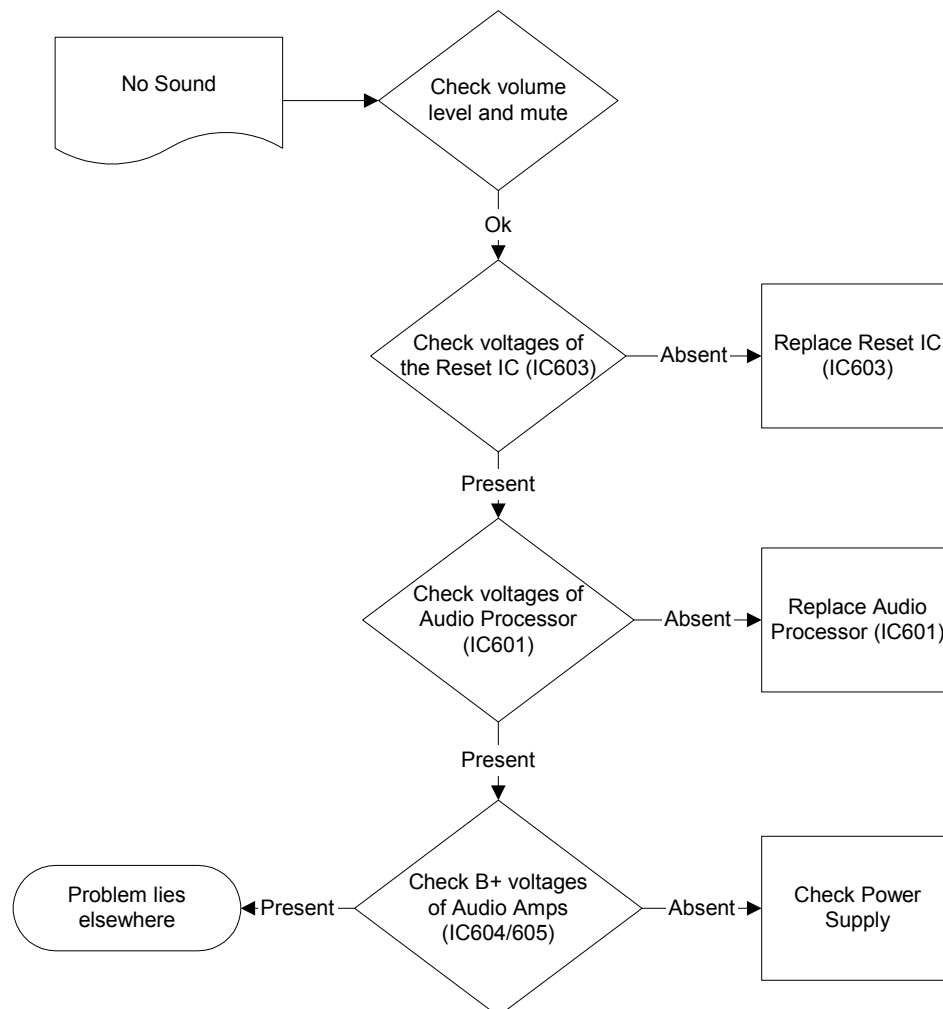 No Sound
Check volume
level and mute
Ok
Check voltages of
the Reset IC (IC603)
Absent
Replace Reset IC
(IC603)
Present
Check voltages of
Audio Processor
(IC601)
Absent
Replace Audio
Processor (IC601)
Present
Problem lies
elsewhere
Present
Check B+ voltages
of Audio Amps
(IC604/605)
Absent
Check Power
Supply